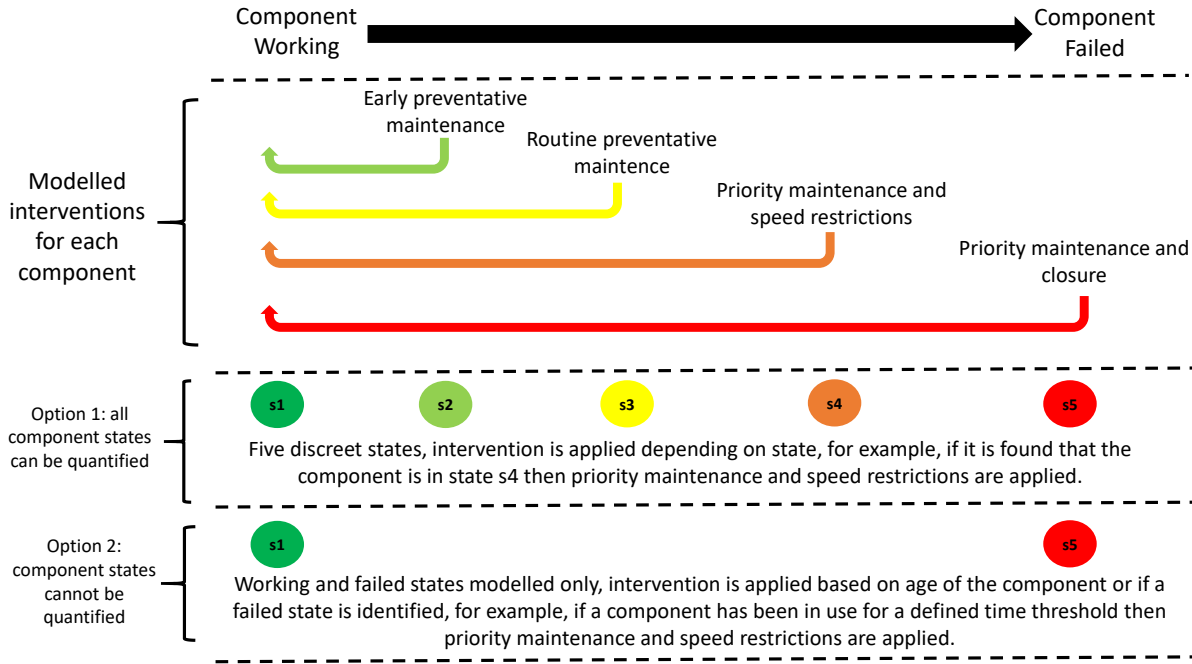 Component
Working
Component
Failed
Modelled
interventions
for each
component
Early preventative
maintenance
Routine preventative
maintence
Priority maintenance and
speed restrictions
Priority maintenance and
closure
Option 1: all
component states
can be quantified
s1
s2
s3
s4
s5
Five discreet states, intervention is applied depending on state, for example, if it is found that the
component is in state s4 then priority maintenance and speed restrictions are applied.
Option 2:
component states
cannot be
quantified
s1
s5
Working and failed states modelled only, intervention is applied based on age of the component or if a
failed state is identified, for example, if a component has been in use for a defined time threshold then
priority maintenance and speed restrictions are applied.